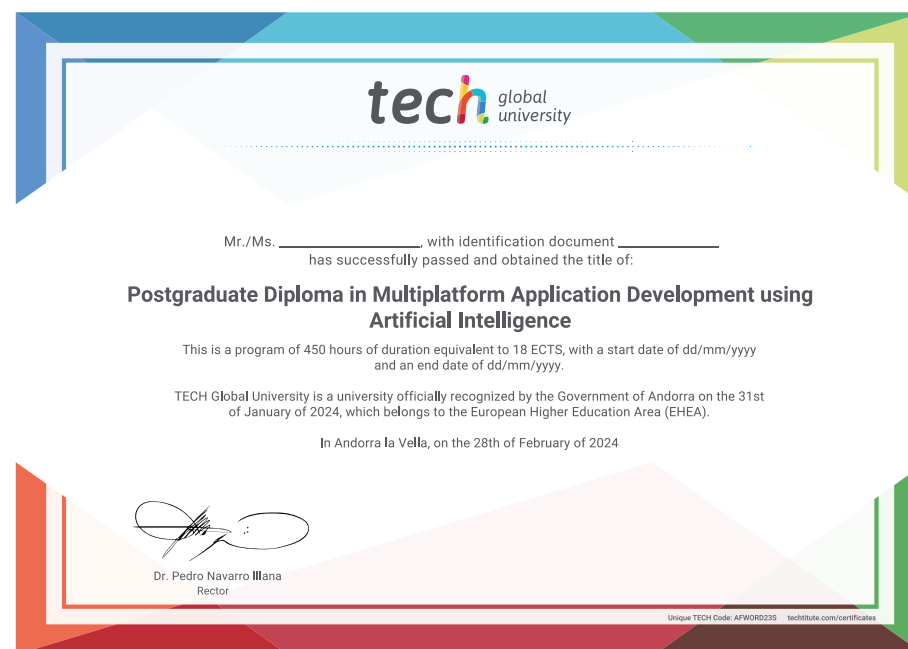 tech global university
Mr./Ms. ____________________, with identification document ______________
has successfully passed and obtained the title of:
Postgraduate Diploma in Multiplatform Application Development using
Artificial Intelligence
This is a program of 450 hours of duration equivalent to 18 ECTS, with a start date of dd/mm/yyyy
and an end date of dd/mm/yyyy.
TECH Global University is a university officially recognized by the Government of Andorra on the 31st
of January of 2024, which belongs to the European Higher Education Area (EHEA).
In Andorra la Vella, on the 28th of February of 2024
Dr. Pedro Navarro Illana
Rector
Unique TECH Code: AFWORD23S techtitute.com/certificates